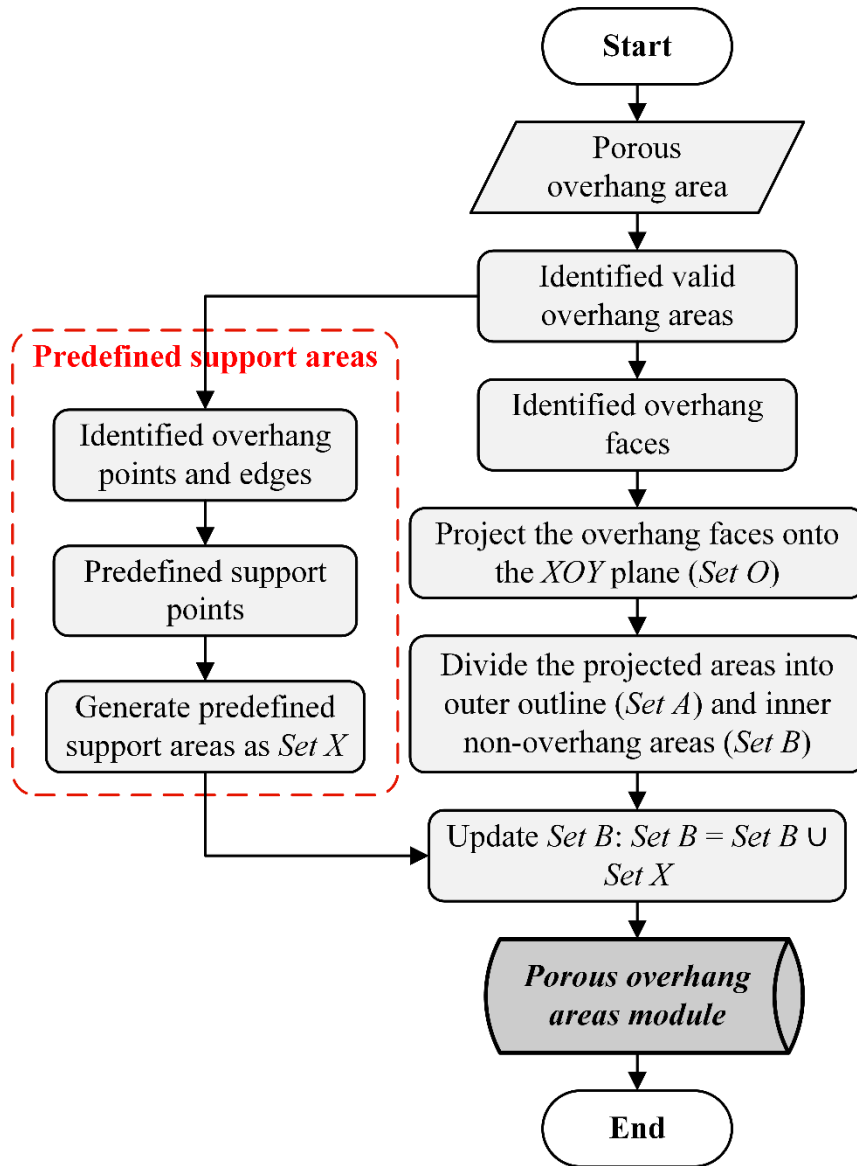 Start
Porous
overhang area
Identified valid
overhang areas
Predefined support areas
Identified overhang
points and edges
Predefined support
points
Generate predefined
support areas as Set X
Identified overhang
faces
Project the overhang faces onto
the XOY plane (Set O)
Divide the projected areas into
outer outline (Set A) and inner
non-overhang areas (Set B)
Update Set B: Set B = Set B ∪
Set X
Porous overhang
areas module
End